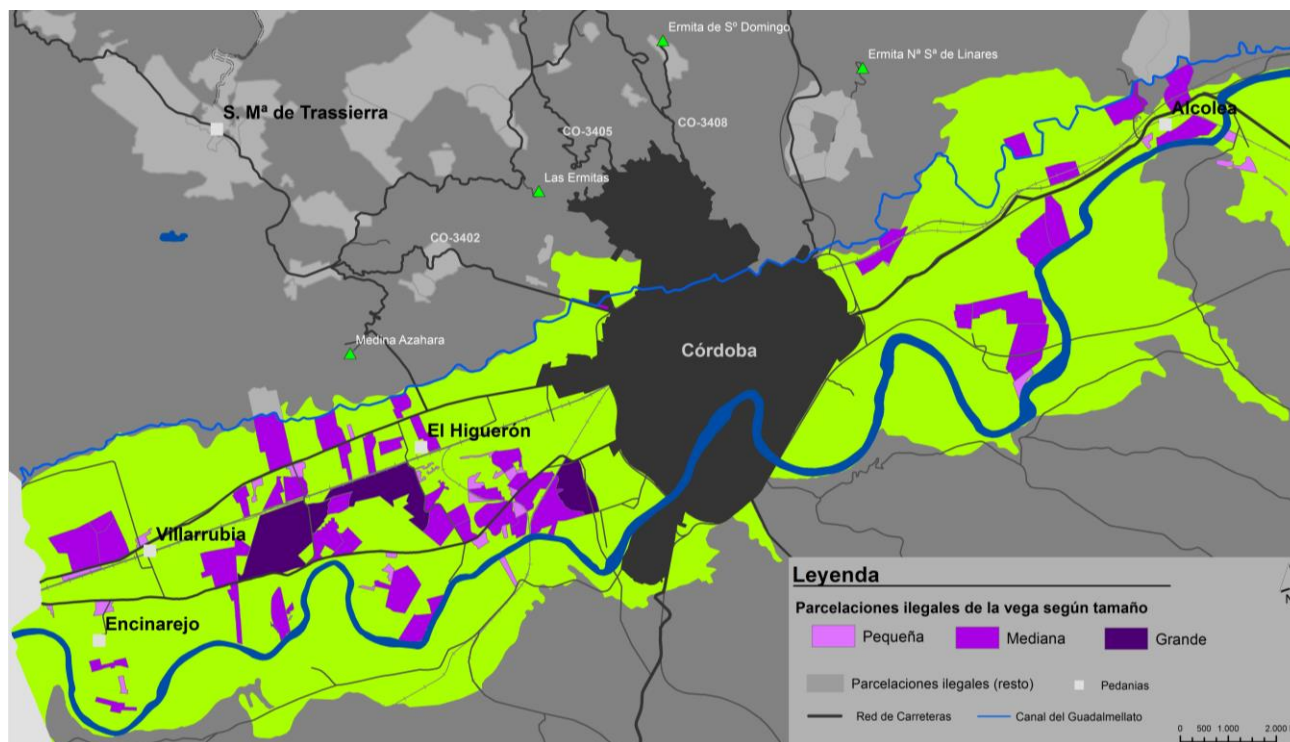 Ermita de Sº Domingo
Ermita Nª Sª de Linares
S. Mª de Trassierra
Alcolea
CO-3405
CO-3408
Las Ermitas
CO-3402
Medina Azahara
Córdoba
El Higuerón
Villarrubia
Encinarejo
Leyenda
Parcelaciones ilegales de la vega según tamaño
Pequeña Mediana Grande
Parcelaciones ilegales (resto) Pedanias
Red de Carreteras Canal del Guadalmellato
0 500 1.000 2.000
N